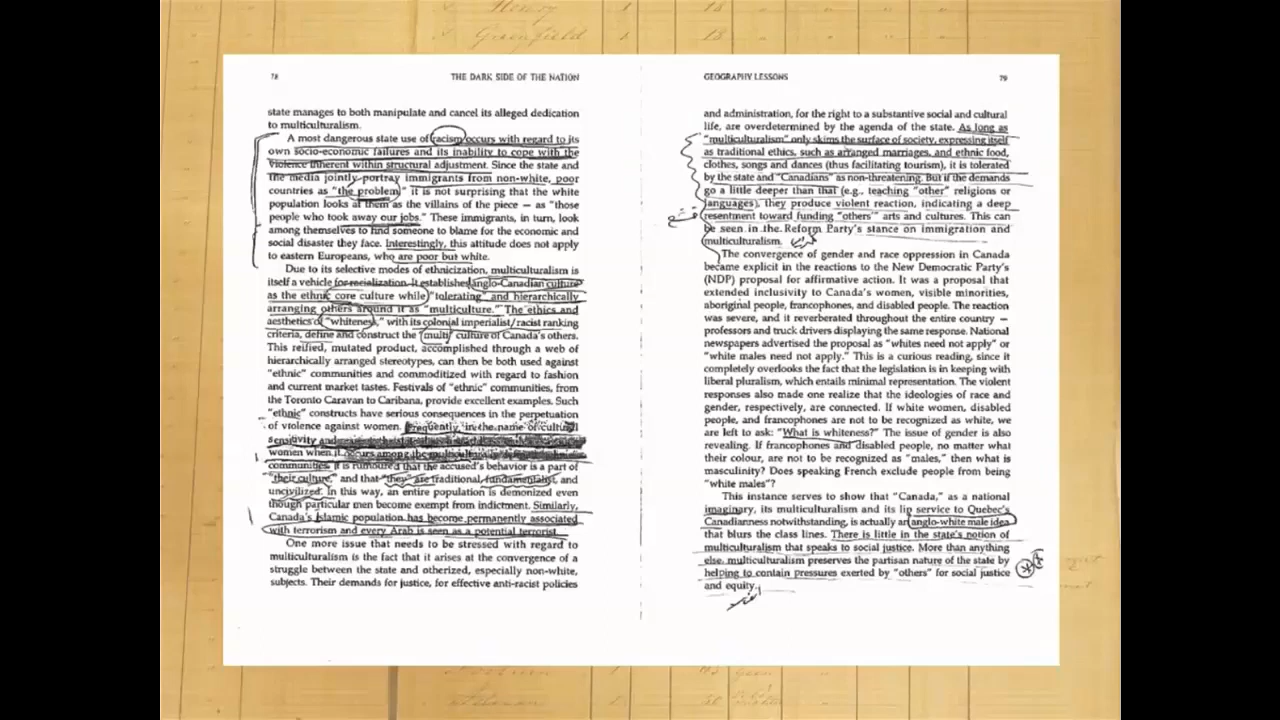 Henry 1 16
Greenfield 1 13
78 THE DARK SIDE OF THE NATION
state manages to both manipulate and cancel its alleged dedication
to multiculturalism.
A most dangerous state use of racism occurs with regard to its
own socio-economic failures and its inability to cope with the
violence inherent within structural adjustment. Since the state and
the media jointly portray immigrants from non-white, poor
countries as "the problem" it is not surprising that the white
population looks at them as the villains of the piece — as "those
people who took away our jobs." These immigrants, in turn, look
among themselves to find someone to blame for the economic and
social disaster they face. Interestingly, this attitude does not apply
to eastern Europeans, who are poor but white.
Due to its selective modes of ethnicization, multiculturalism is
itself a vehicle for racialization. It establishes anglo-Canadian culture
as the ethnic core culture while "tolerating" and hierarchically
arranging others around it as "multiculture." The ethics and
aesthetics of "whiteness," with its colonial imperialist/racist ranking
criteria, define and construct the "multi" culture of Canada's others.
This reified, mutated product, accomplished through a web of
hierarchically arranged stereotypes, can then be both used against
"ethnic" communities and commoditized with regard to fashion
and current market tastes. Festivals of "ethnic" communities, from
the Toronto Caravan to Caribana, provide excellent examples. Such
"ethnic" constructs have serious consequences in the perpetuation
of violence against women. Frequently, in the name of cultural
sensitivity and
women when it occurs among the
communities. It is rumoured that the accused's behavior is a part of
"their culture," and that "they" are traditional, fundamentalist, and
uncivilized. In this way, an entire population is demonized even
though particular men become exempt from indictment. Similarly,
Canada's Islamic population has become permanently associated
with terrorism and every Arab is seen as a potential terrorist.
One more issue that needs to be stressed with regard to
multiculturalism is the fact that it arises at the convergence of a
struggle between the state and otherized, especially non-white,
subjects. Their demands for justice, for effective anti-racist policies
GEOGRAPHY LESSONS 79
and administration, for the right to a substantive social and cultural
life, are overdetermined by the agenda of the state. As long as
"multiculturalism" only skims the surface of society, expressing itself
as traditional ethics, such as arranged marriages, and ethnic food,
clothes, songs and dances (thus facilitating tourism), it is tolerated
by the state and "Canadians" as non-threatening. But if the demands
go a little deeper than that (e.g., teaching "other" religions or
languages), they produce violent reaction, indicating a deep
resentment toward funding "others'" arts and cultures. This can
be seen in the Reform Party's stance on immigration and
multiculturalism.
The convergence of gender and race oppression in Canada
became explicit in the reactions to the New Democratic Party's
(NDP) proposal for affirmative action. It was a proposal that
extended inclusivity to Canada's women, visible minorities,
aboriginal people, francophones, and disabled people. The reaction
was severe, and it reverberated throughout the entire country —
professors and truck drivers displaying the same response. National
newspapers advertised the proposal as "whites need not apply" or
"white males need not apply." This is a curious reading, since it
completely overlooks the fact that the legislation is in keeping with
liberal pluralism, which entails minimal representation. The violent
responses also made one realize that the ideologies of race and
gender, respectively, are connected. If white women, disabled
people, and francophones are not to be recognized as white, we
are left to ask: "What is whiteness?" The issue of gender is also
revealing. If francophones and disabled people, no matter what
their colour, are not to be recognized as "males," then what is
masculinity? Does speaking French exclude people from being
"white males"?
This instance serves to show that "Canada," as a national
imaginary, its multiculturalism and its lip service to Quebec's
Canadianness notwithstanding, is actually an anglo-white male idea
that blurs the class lines. There is little in the state's notion of
multiculturalism that speaks to social justice. More than anything
else, multiculturalism preserves the partisan nature of the state by
helping to contain pressures exerted by "others" for social justice
and equity.